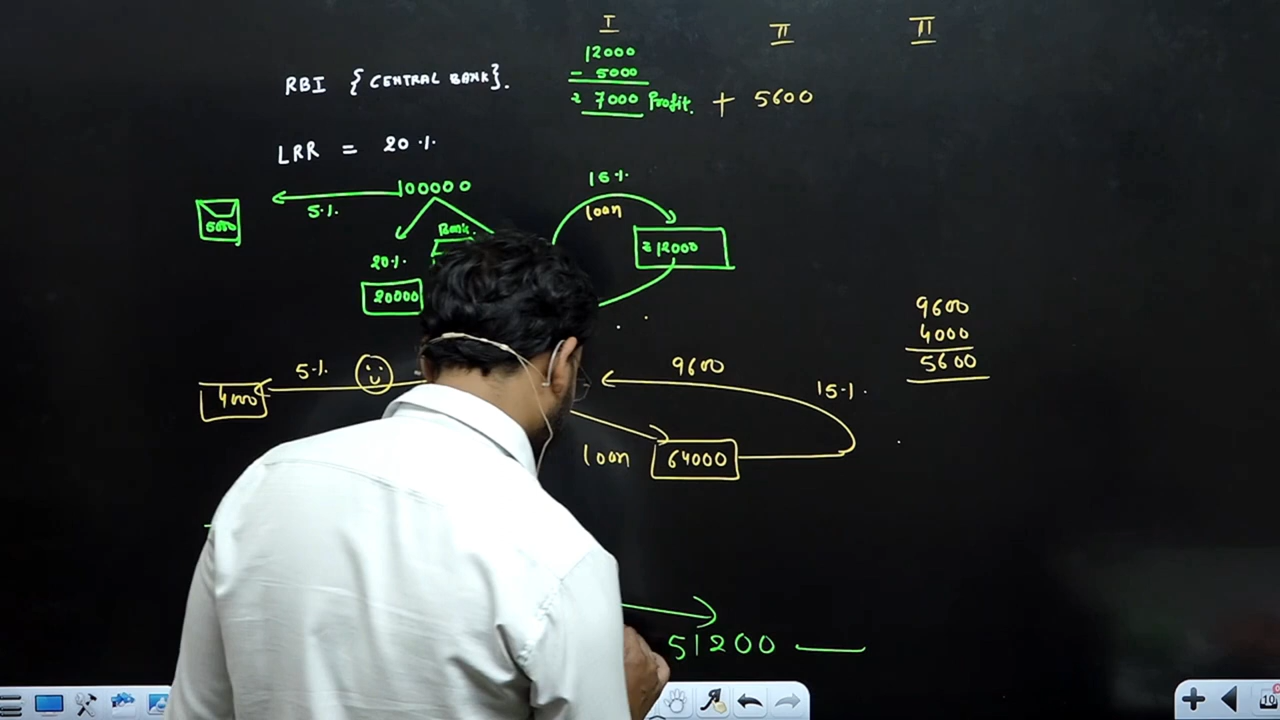 I II III
12000
- 5000
₹ 7000 Profit. + 5600
RBI { CENTRAL BANK}.
LRR = 20 %
100000
5 %
5000
Bank.
20 %
20000
15 %
loan
₹ 12000
9600
4000
5600
5 %
4000
9600
15 %
loan 64000
51200
10